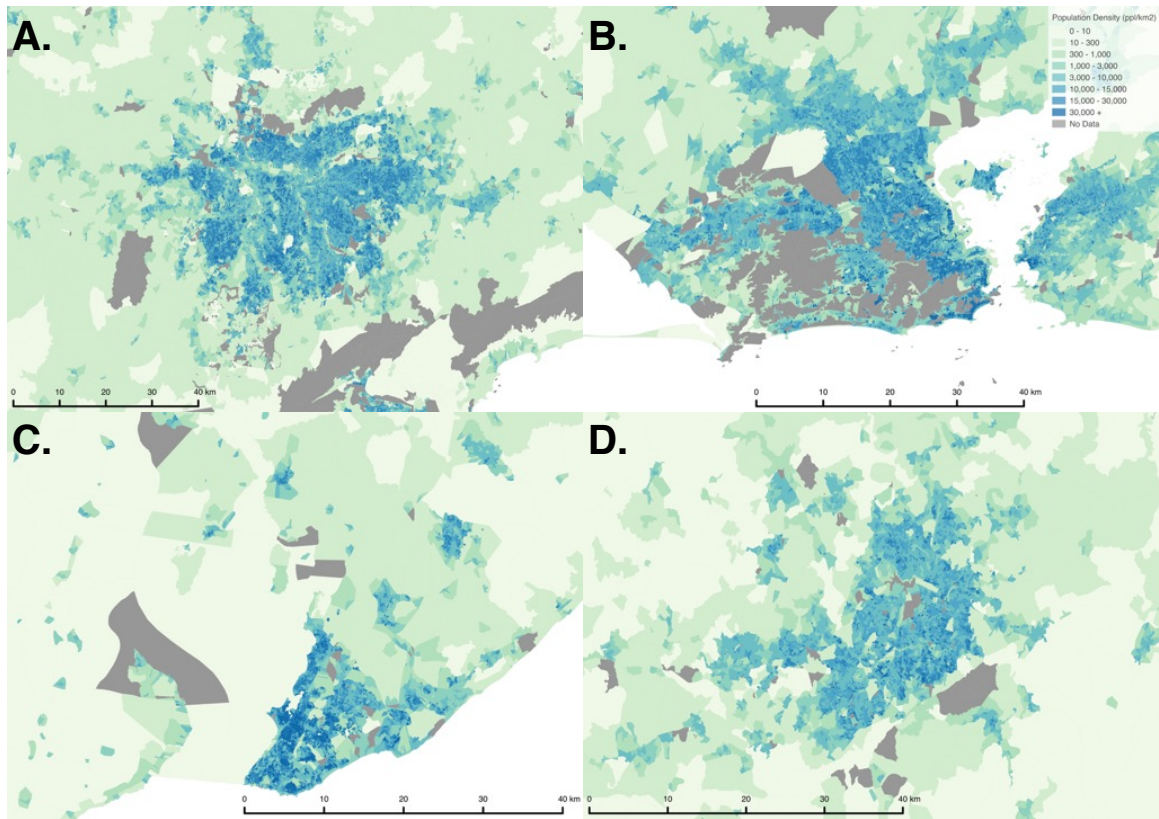 A.
B.
Population Density (ppl/km2)
0 - 10
10 - 300
300 - 1,000
1,000 - 3,000
3,000 - 10,000
10,000 - 15,000
15,000 - 30,000
30,000 +
No Data
0 10 20 30 40 km
0 10 20 30 40 km
C.
D.
0 10 20 30 40 km
0 10 20 30 40 km